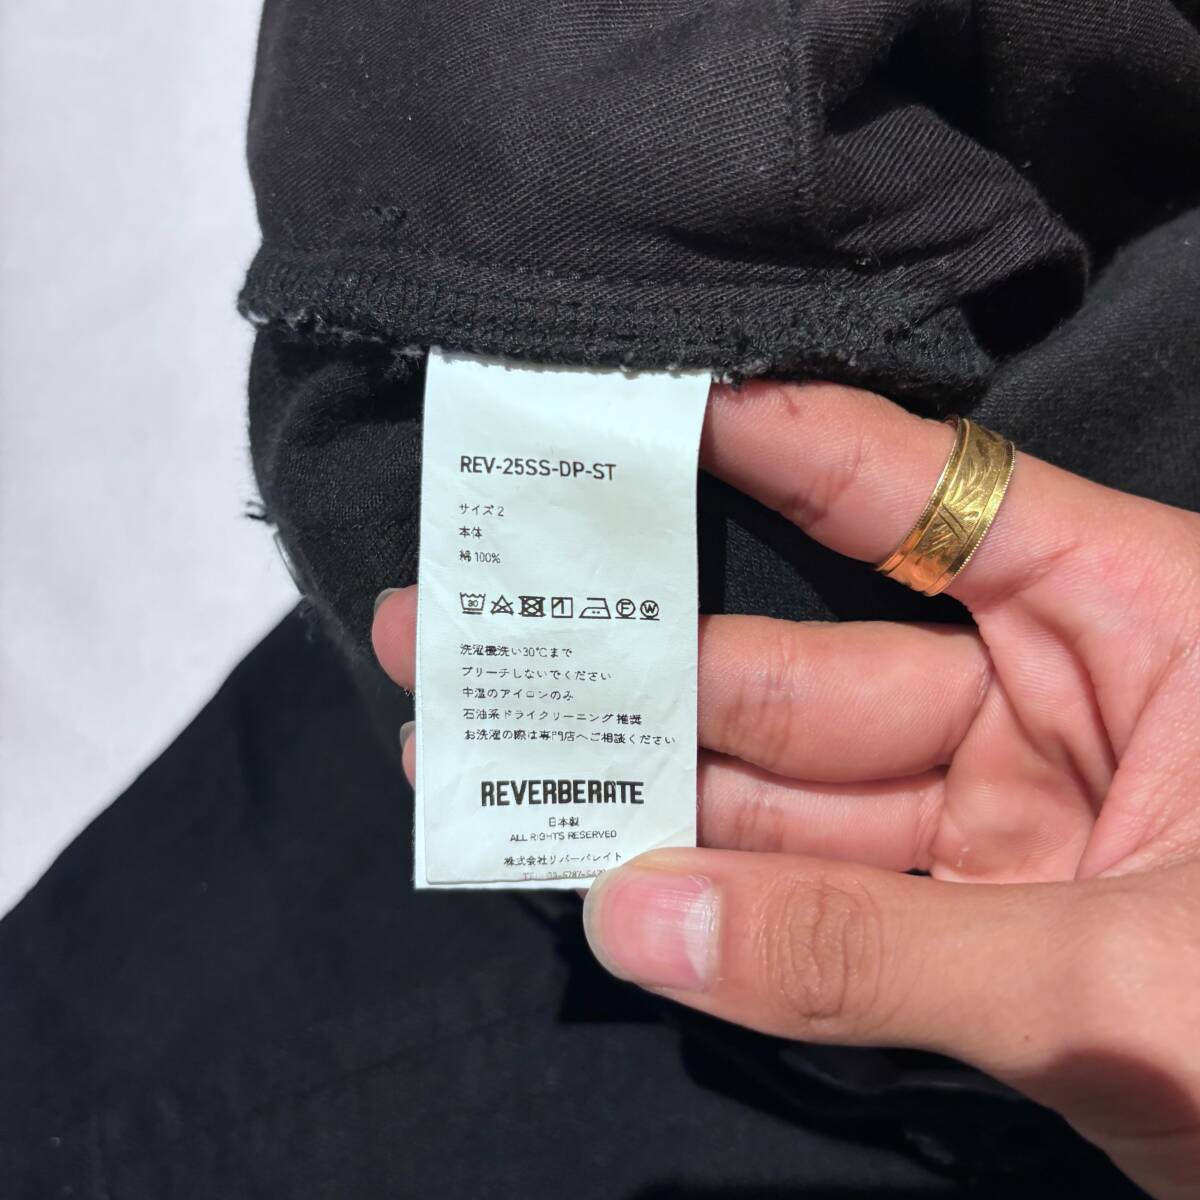 REV-25SS-DP-ST
サイズ 2
本体
綿 100%
30
F W
洗濯機洗い30℃まで
ブリーチしないでください
中温のアイロンのみ
石油系ドライクリーニング 推奨
お洗濯の際は専門店へご相談ください
REVERBERATE
日本製
ALL RIGHTS RESERVED
株式会社リバーバレイト
TEL